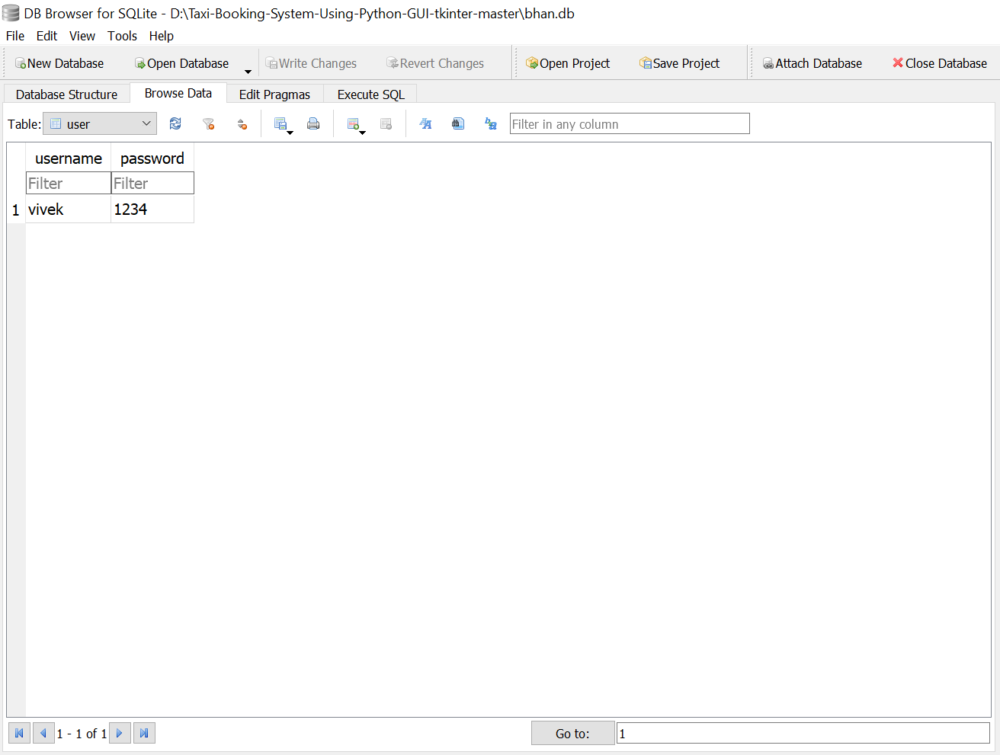 DB Browser for SQLite - D:\Taxi-Booking-System-Using-Python-GUI-tkinter-master\bhan.db
File Edit View Tools Help
New Database Open Database Write Changes Revert Changes Open Project Save Project Attach Database Close Database
Database Structure Browse Data Edit Pragmas Execute SQL
Table: user Filter in any column
username password
Filter Filter
1 vivek 1234
1 - 1 of 1 Go to: 1